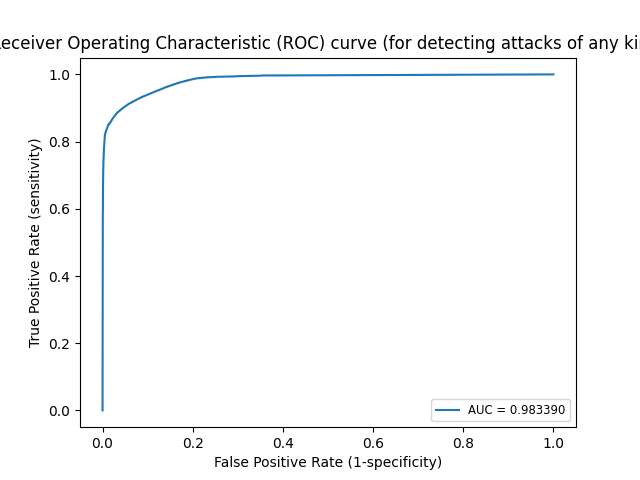 Receiver Operating Characteristic (ROC) curve (for detecting attacks of any
1.0
0.8
0.6
0.4
0.2
0.0
True Positive Rate (sensitivity)
AUC = 0.983390
0.0 0.2 0.4 0.6 0.8 1.0
False Positive Rate (1-specificity)